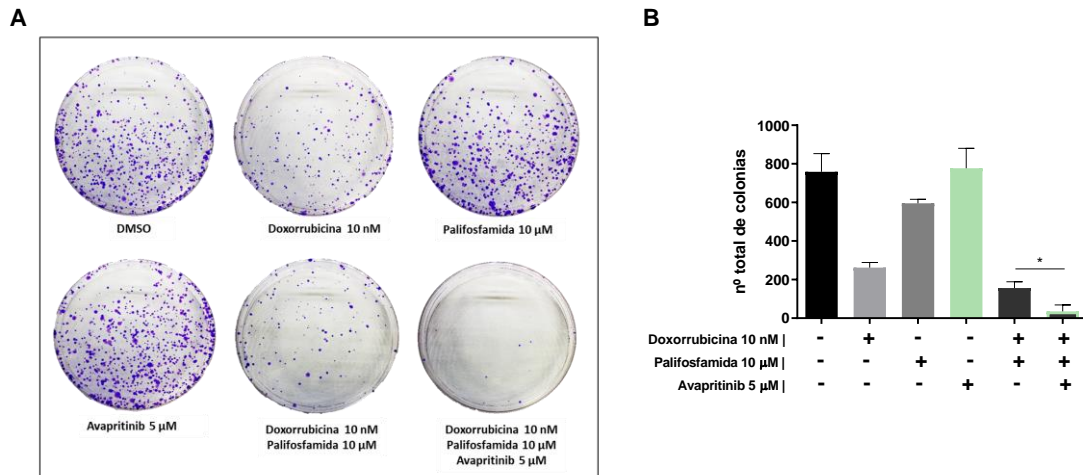 A
DMSO
Doxorrubicina 10 nM
Palifosfamida 10 µM
Avapritinib 5 µM
Doxorrubicina 10 nM
Palifosfamida 10 µM
Doxorrubicina 10 nM
Palifosfamida 10 µM
Avapritinib 5 µM
B
nº total de colonias
1000
800
600
400
200
0
*
Doxorrubicina 10 nM | - + - - + +
Palifosfamida 10 µM | - - + - + +
Avapritinib 5 µM | - - - + - +